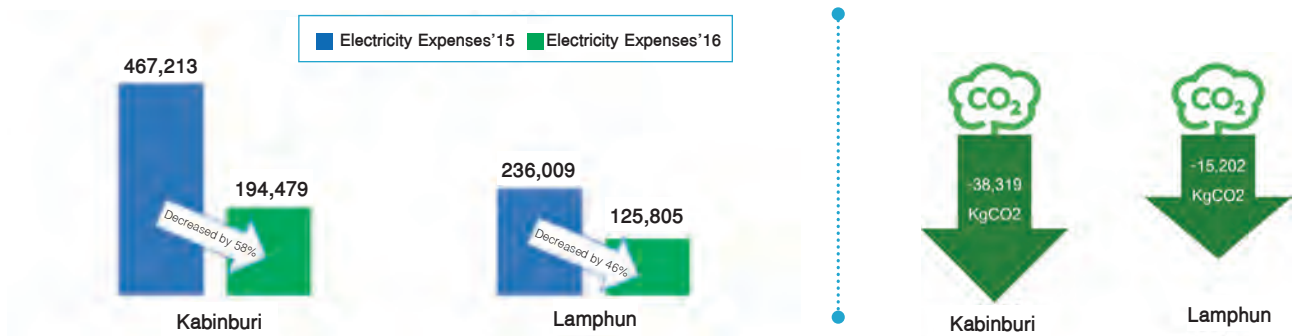 Electricity Expenses'15 Electricity Expenses'16
467,213
194,479
Decreased by 58%
Kabinburi
236,009
125,805
Decreased by 46%
Lamphun
CO2
-38,319
KgCO2
Kabinburi
CO2
-15,202
KgCO2
Lamphun